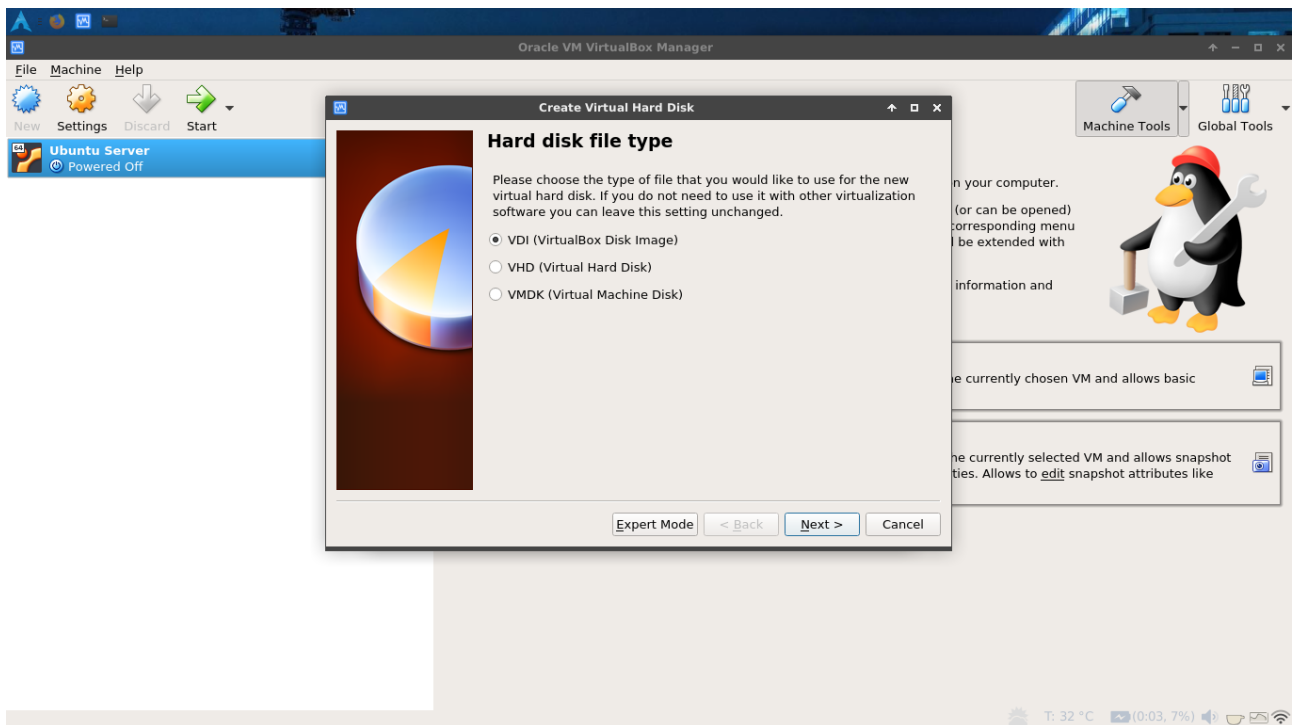 Oracle VM VirtualBox Manager
File Machine Help
New Settings Discard Start
Machine Tools Global Tools
64 Ubuntu Server
Powered Off
Create Virtual Hard Disk
Hard disk file type
Please choose the type of file that you would like to use for the new
virtual hard disk. If you do not need to use it with other virtualization
software you can leave this setting unchanged.
VDI (VirtualBox Disk Image)
VHD (Virtual Hard Disk)
VMDK (Virtual Machine Disk)
Expert Mode < Back Next > Cancel
n your computer.
(or can be opened)
corresponding menu
be extended with
information and
e currently chosen VM and allows basic
he currently selected VM and allows snapshot
ties. Allows to edit snapshot attributes like
T: 32 °C (0:03, 7%)